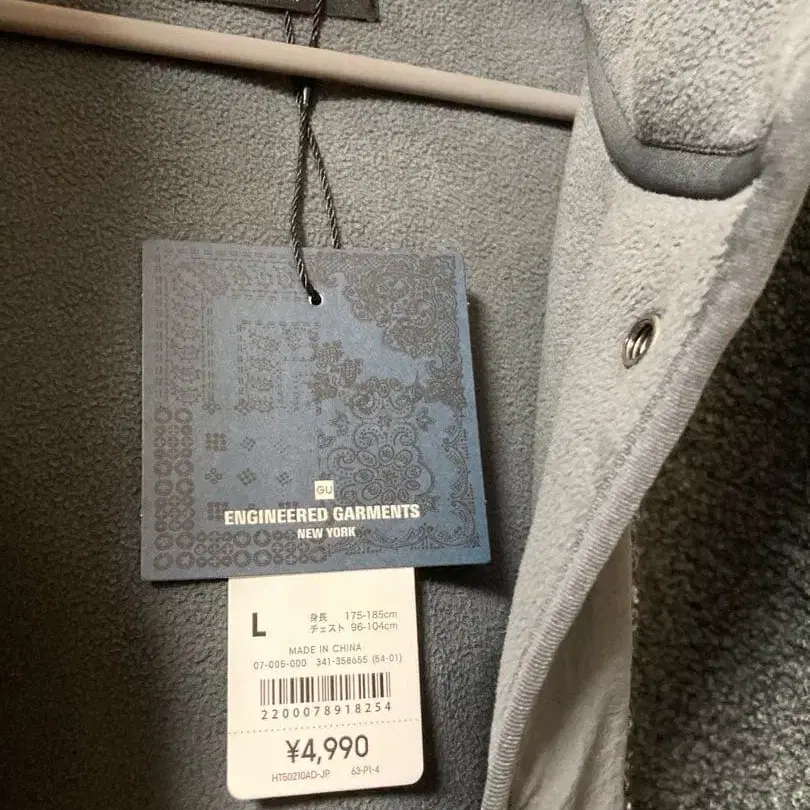 GU
ENGINEERED GARMENTS
NEW YORK
L
身長 175-185cm
チェスト 96-104cm
MADE IN CHINA
07-005-000 341-358655 (54-01)
2200078918254
¥4,990
HT50210AD-JP 63-P1-4